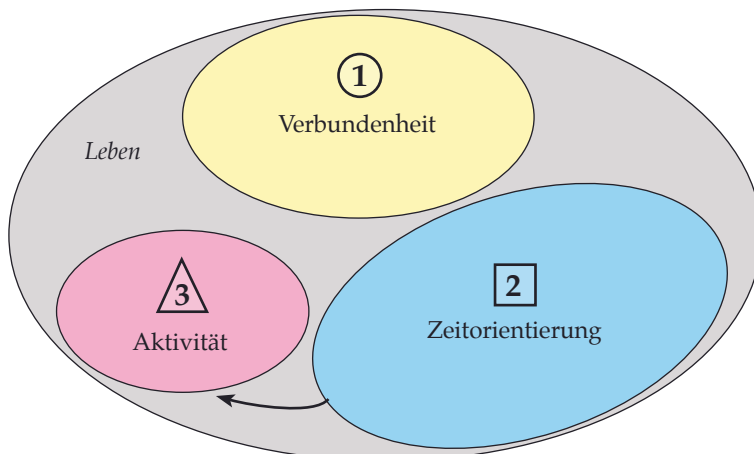 1
Verbundenheit
Leben
2
Zeitorientierung
3
Aktivität